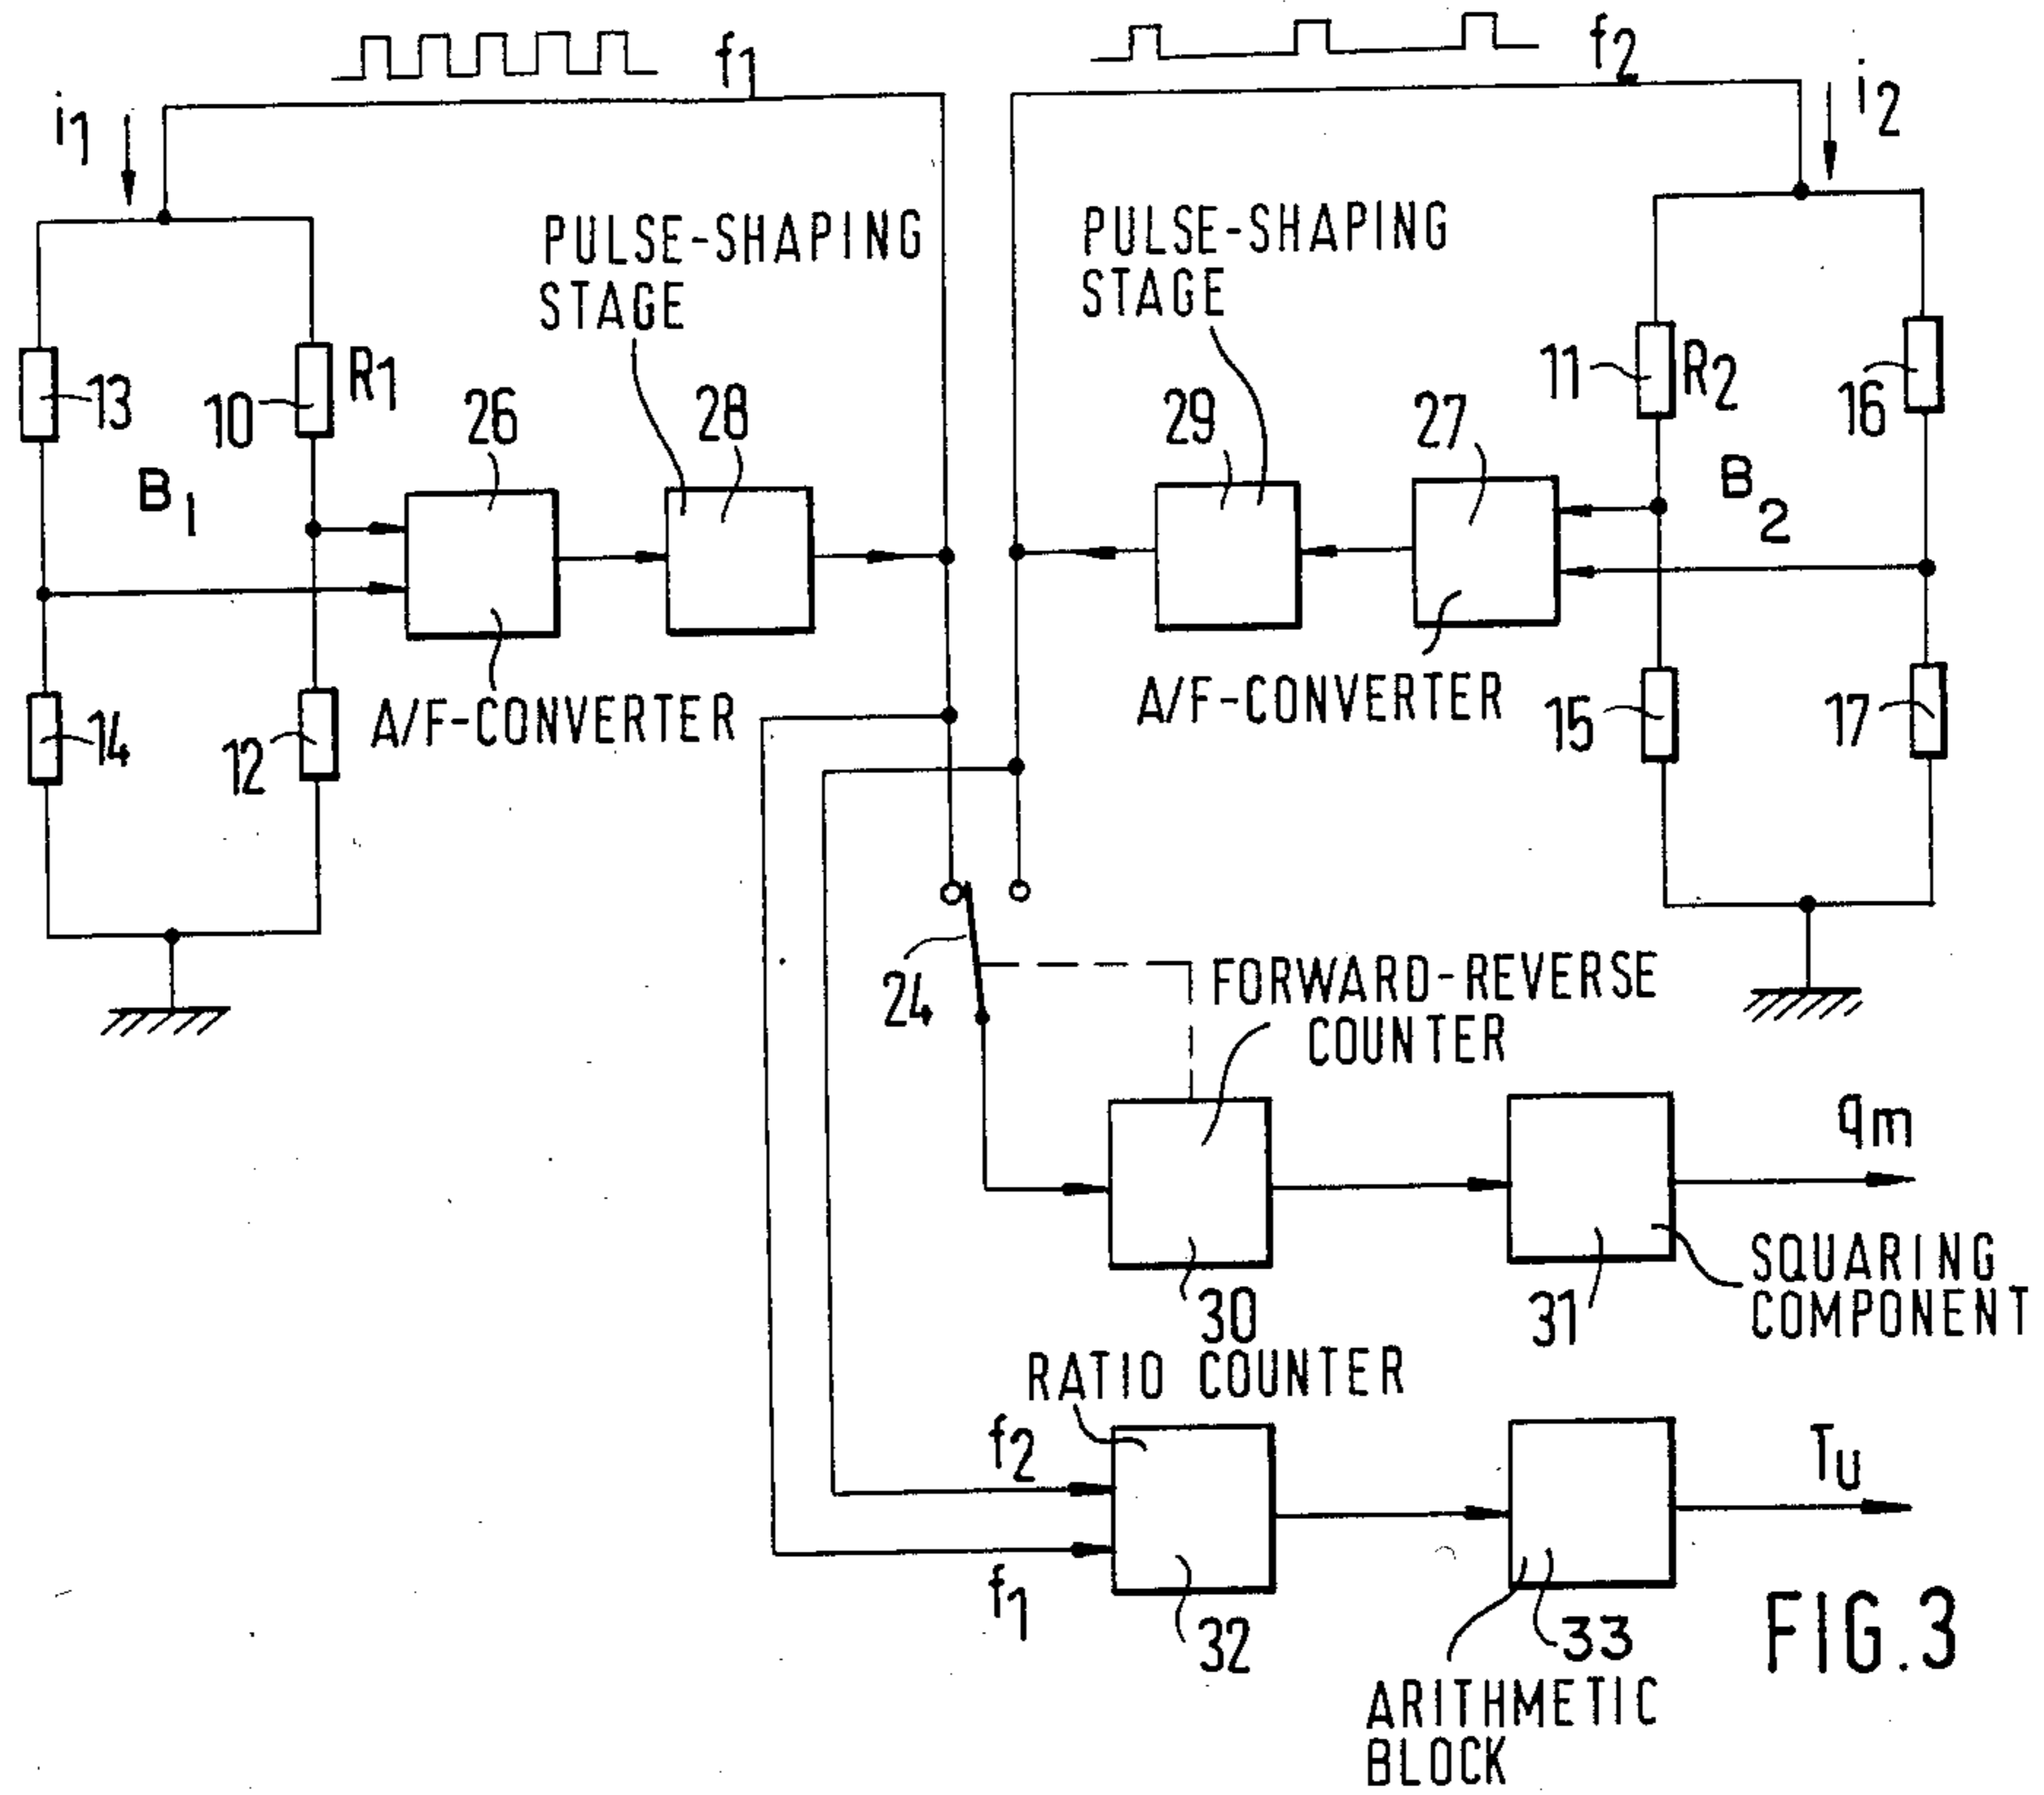 f1
f2
i1
i2
PULSE-SHAPING
STAGE
PULSE-SHAPING
STAGE
13
10
R1
26
28
29
27
11
R2
16
B1
B2
14
12
A/F-CONVERTER
A/F-CONVERTER
15
17
24
FORWARD-REVERSE
COUNTER
qm
30
31
SQUARING
COMPONENT
RATIO COUNTER
f2
Tu
f1
32
33
FIG.3
ARITHMETIC
BLOCK